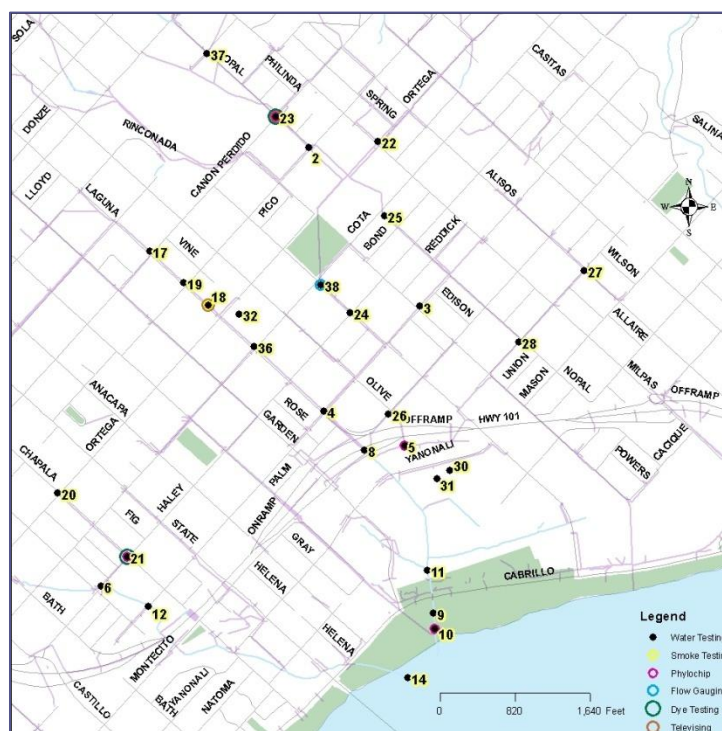 SOLA
37
OPAL
PHILINDA
CASITAS
ORTEGA
SPRING
DONZE
RINCONADA
23
CANON PERDIDO
2
22
SALINA
LLOYD
LAGUNA
PICO
COTA
BOND
25
REDDICK
ALISOS
N
W E
S
17
VINE
WILSON
27
19
18
32
38
24
3
EDISON
ALLAIRE
36
28
UNION
MASON
NOPAL
MILPAS
OFFRAMP
ANACAPA
ORTEGA
ROSE
GARDEN
4
OLIVE
26
OFFRAMP
HWY 101
CACIQUE
POWERS
8
5
YANONALI
30
31
CHAPALA
20
FIG
HALEY
STATE
PALM
ONRAMP
GRAY
21
6
BATH
12
HELENA
HELENA
11
CABRILLO
9
10
MONTECITO
YANONALI
BATH
NATOMA
CASTILLO
14
0 820 1,640 Feet
Legend
Water Testing
Smoke Testi
Phylochip
Flow Gauging
Dye Testing
Televising